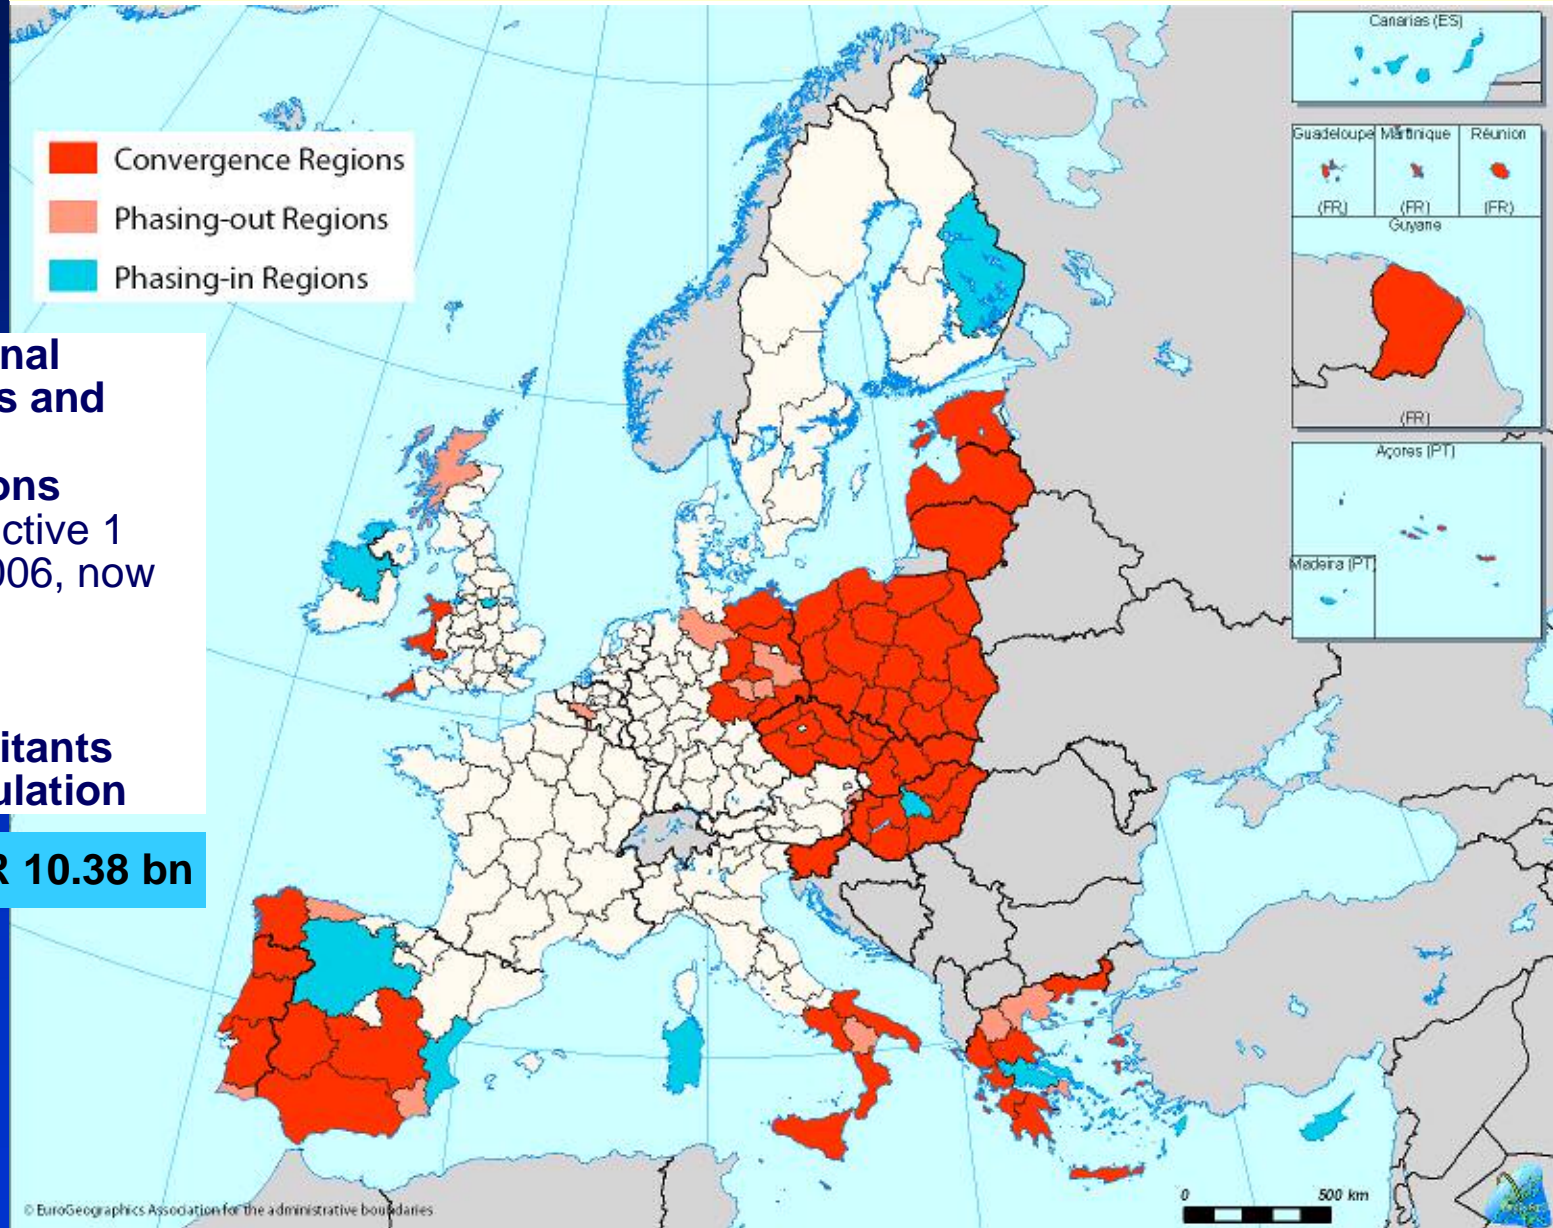 Convergence Regions
Phasing-out Regions
Phasing-in Regions
nal
s and
ons
ctive 1
006, now
itants
ulation
R 10.38 bn
Canarias (ES)
Guadeloupe Martinique Réunion
(FR) (FR) (FR)
Guyane
(FR)
Açores (PT)
Madeira (PT)
0 500 km
© EuroGeographics Association for the administrative boundaries